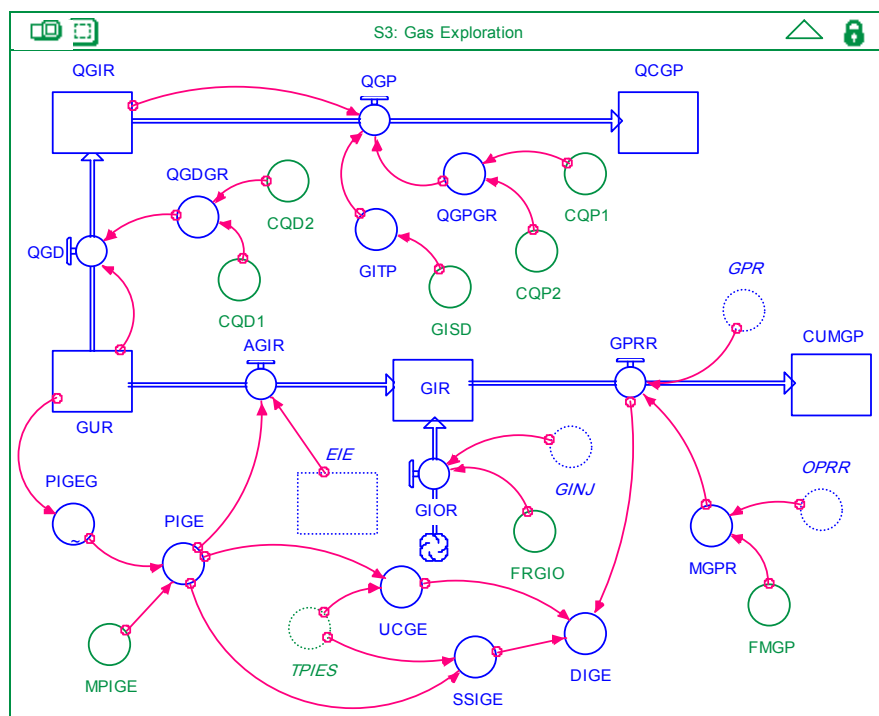 S3: Gas Exploration
QGIR
QGP
QCGP
QGDGR
CQD2
QGPGR
CQP1
QGD
GITP
CQP2
GPR
CQD1
GISD
AGIR
GPRR
CUMGP
GIR
GUR
EIE
PIGEG
GINJ
OPRR
GIOR
PIGE
~
FRGIO
MGPR
UCGE
TPIES
MPIGE
SSIGE
DIGE
FMGP